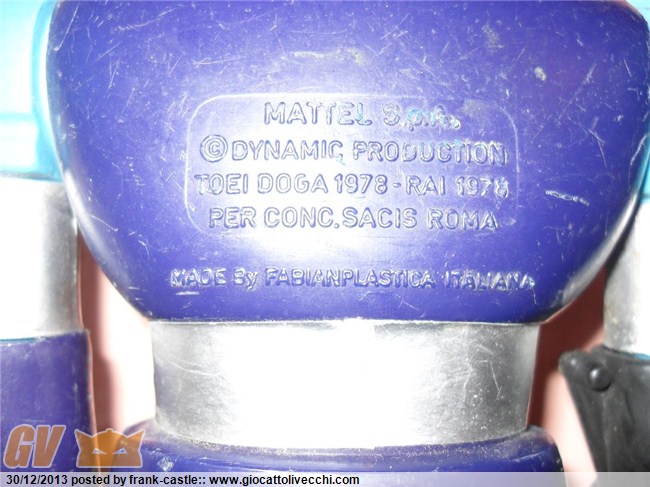 MATTEL S.p.A.
© DYNAMIC PRODUCTION
TOEI DOGA 1978 - RAI 1978
PER CONC. SACIS ROMA
MADE By FABIANPLASTICA ITALIANA
GV
30/12/2013 posted by frank-castle:: www.giocattolivecchi.com